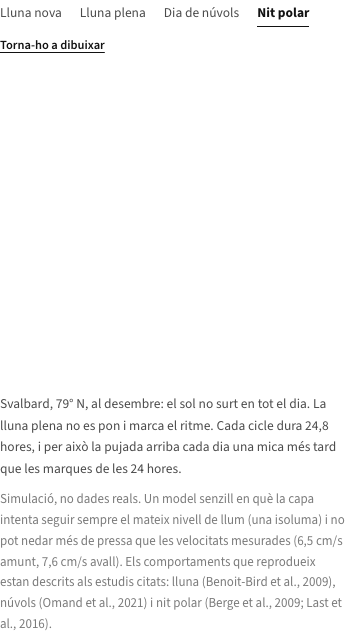 Lluna nova Lluna plena Dia de núvols Nit polar
Torna-ho a dibuixar
Svalbard, 79° N, al desembre: el sol no surt en tot el dia. La
lluna plena no es pon i marca el ritme. Cada cicle dura 24,8
hores, i per això la pujada arriba cada dia una mica més tard
que les marques de les 24 hores.
Simulació, no dades reals. Un model senzill en què la capa
intenta seguir sempre el mateix nivell de llum (una isoluma) i no
pot nedar més de pressa que les velocitats mesurades (6,5 cm/s
amunt, 7,6 cm/s avall). Els comportaments que reprodueix
estan descrits als estudis citats: lluna (Benoit-Bird et al., 2009),
núvols (Omand et al., 2021) i nit polar (Berge et al., 2009; Last et
al., 2016).